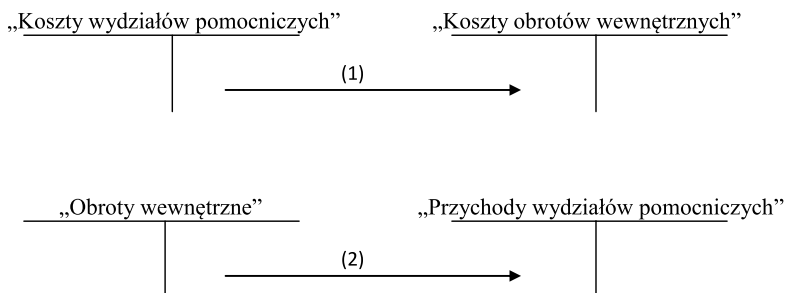 „Koszty wydziałów pomocniczych” „Koszty obrotów wewnętrznych”
(1)
„Obroty wewnętrzne” „Przychody wydziałów pomocniczych”
(2)